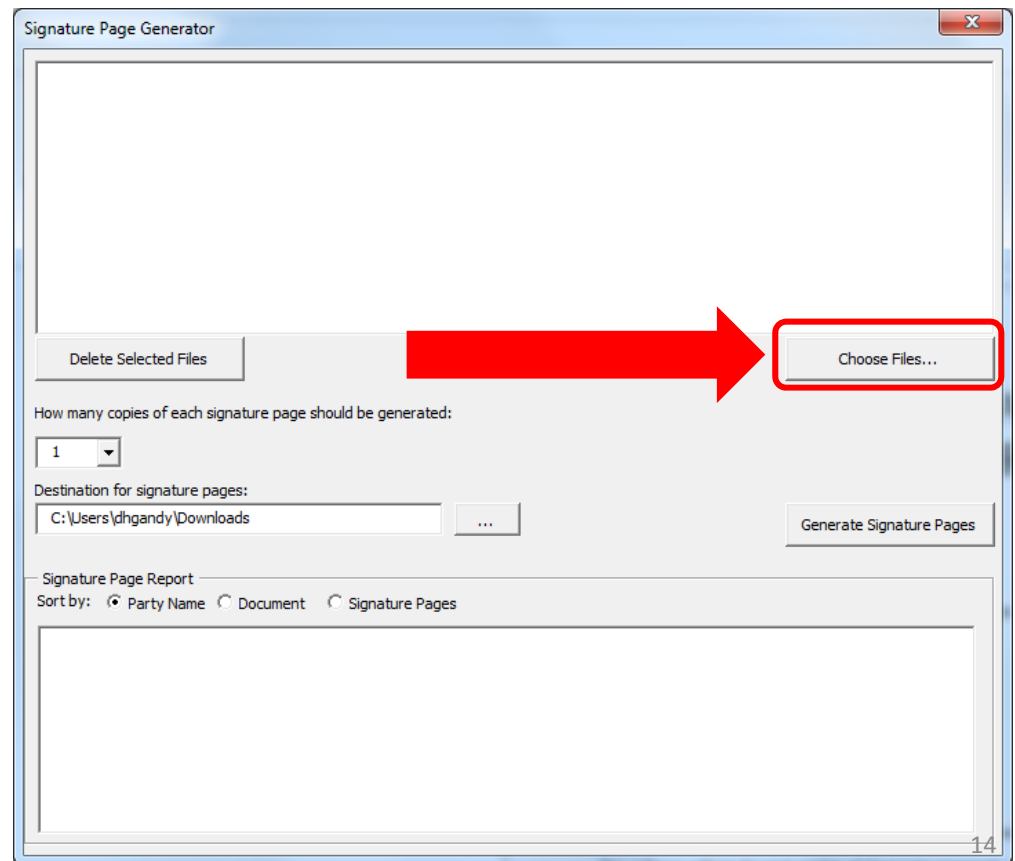 Signature Page Generator
X
Delete Selected Files
Choose Files...
How many copies of each signature page should be generated:
1
Destination for signature pages:
C:\Users\dhgandy\Downloads
...
Generate Signature Pages
Signature Page Report
Sort by: Party Name Document Signature Pages
14